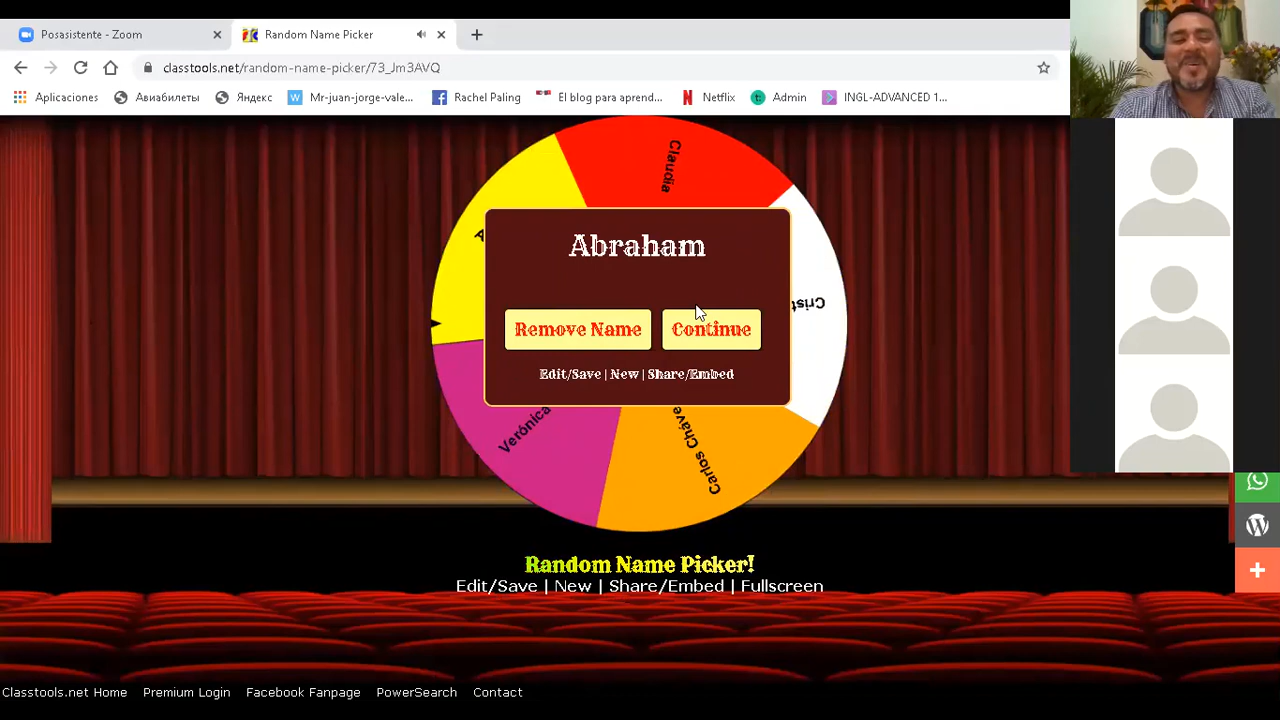 Posasistente - Zoom
Random Name Picker
classtools.net/random-name-picker/73_Jm3AVQ
Aplicaciones
Авиабилеты
Яндекс
Mr-juan-jorge-vale...
Rachel Paling
El blog para aprend...
Netflix
Admin
INGL-ADVANCED 1...
Claudia
A
Crist
Abraham
Remove Name
Continue
Edit/Save | New | Share/Embed
Verónica
Carlos Cháve
Random Name Picker!
Edit/Save | New | Share/Embed | Fullscreen
Classtools.net Home
Premium Login
Facebook Fanpage
PowerSearch
Contact